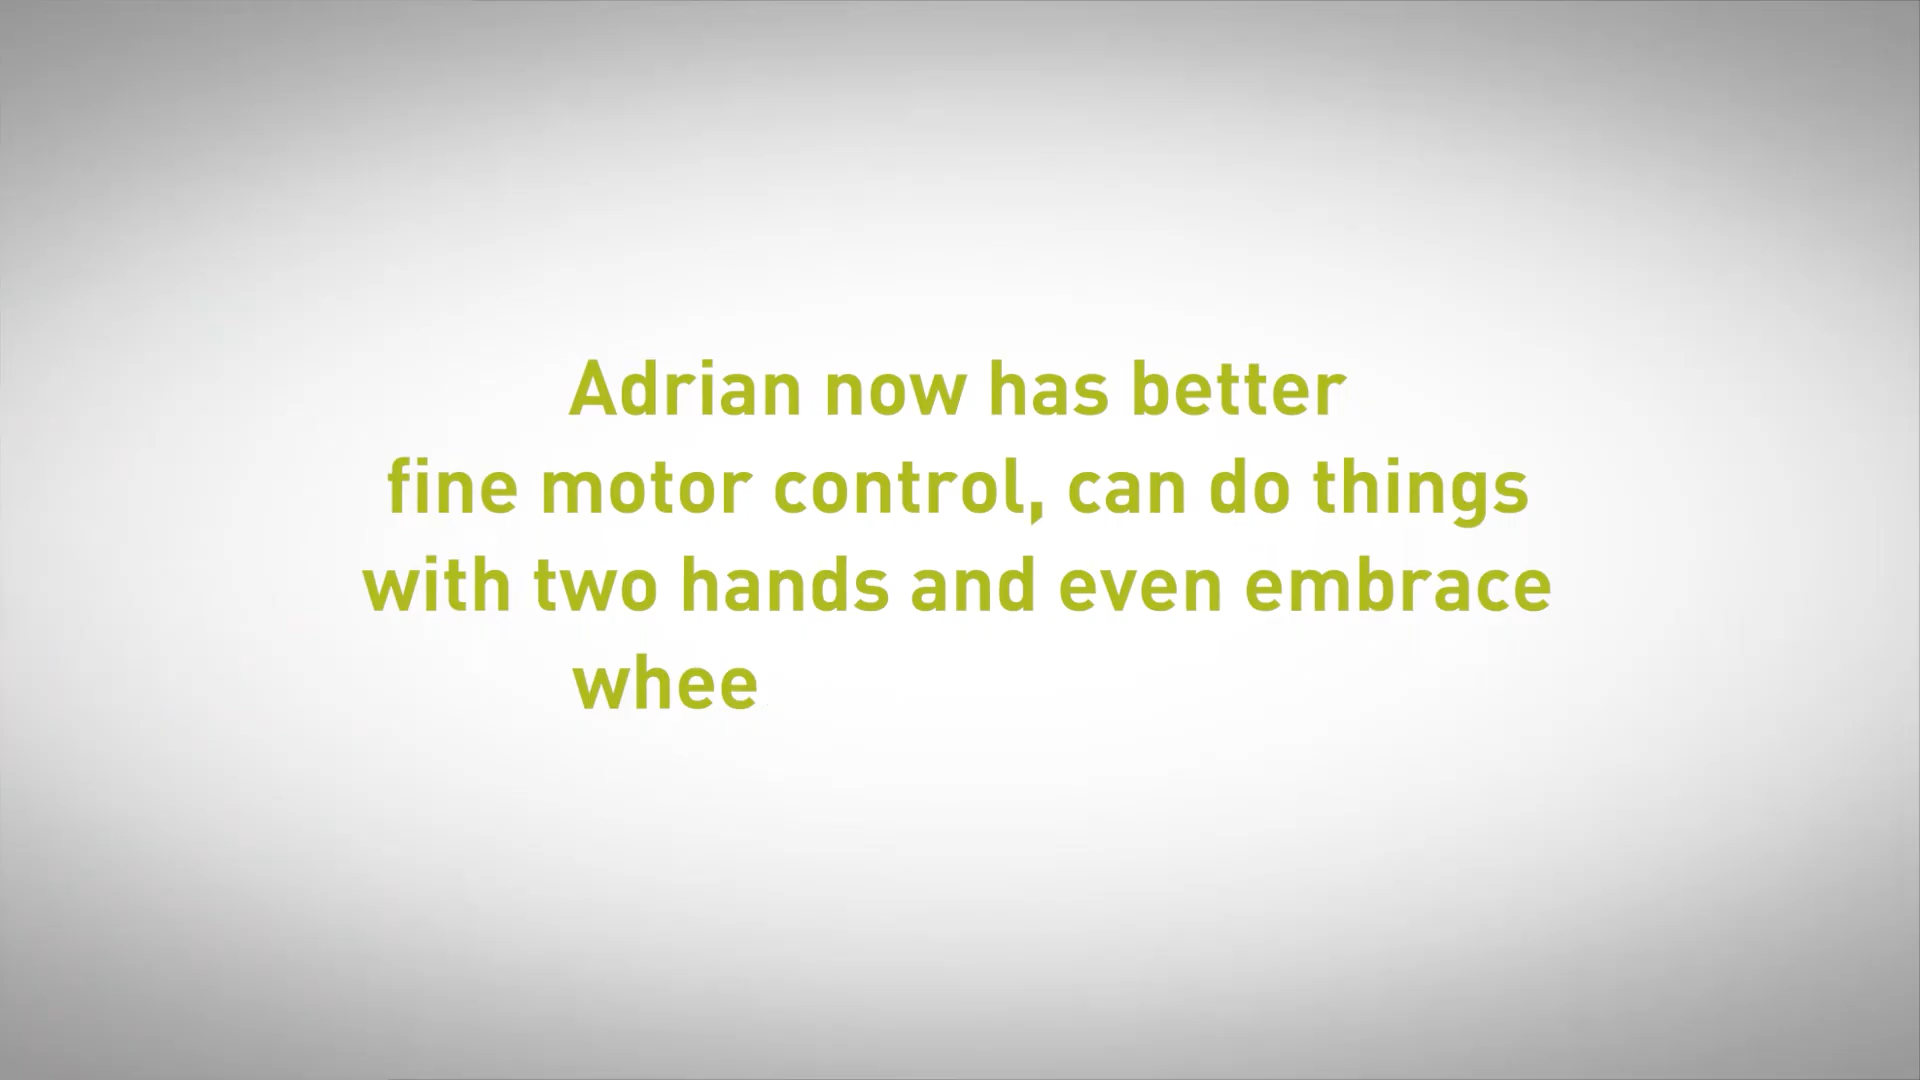 Adrian now has better
fine motor control, can do things
with two hands and even embrace
whee